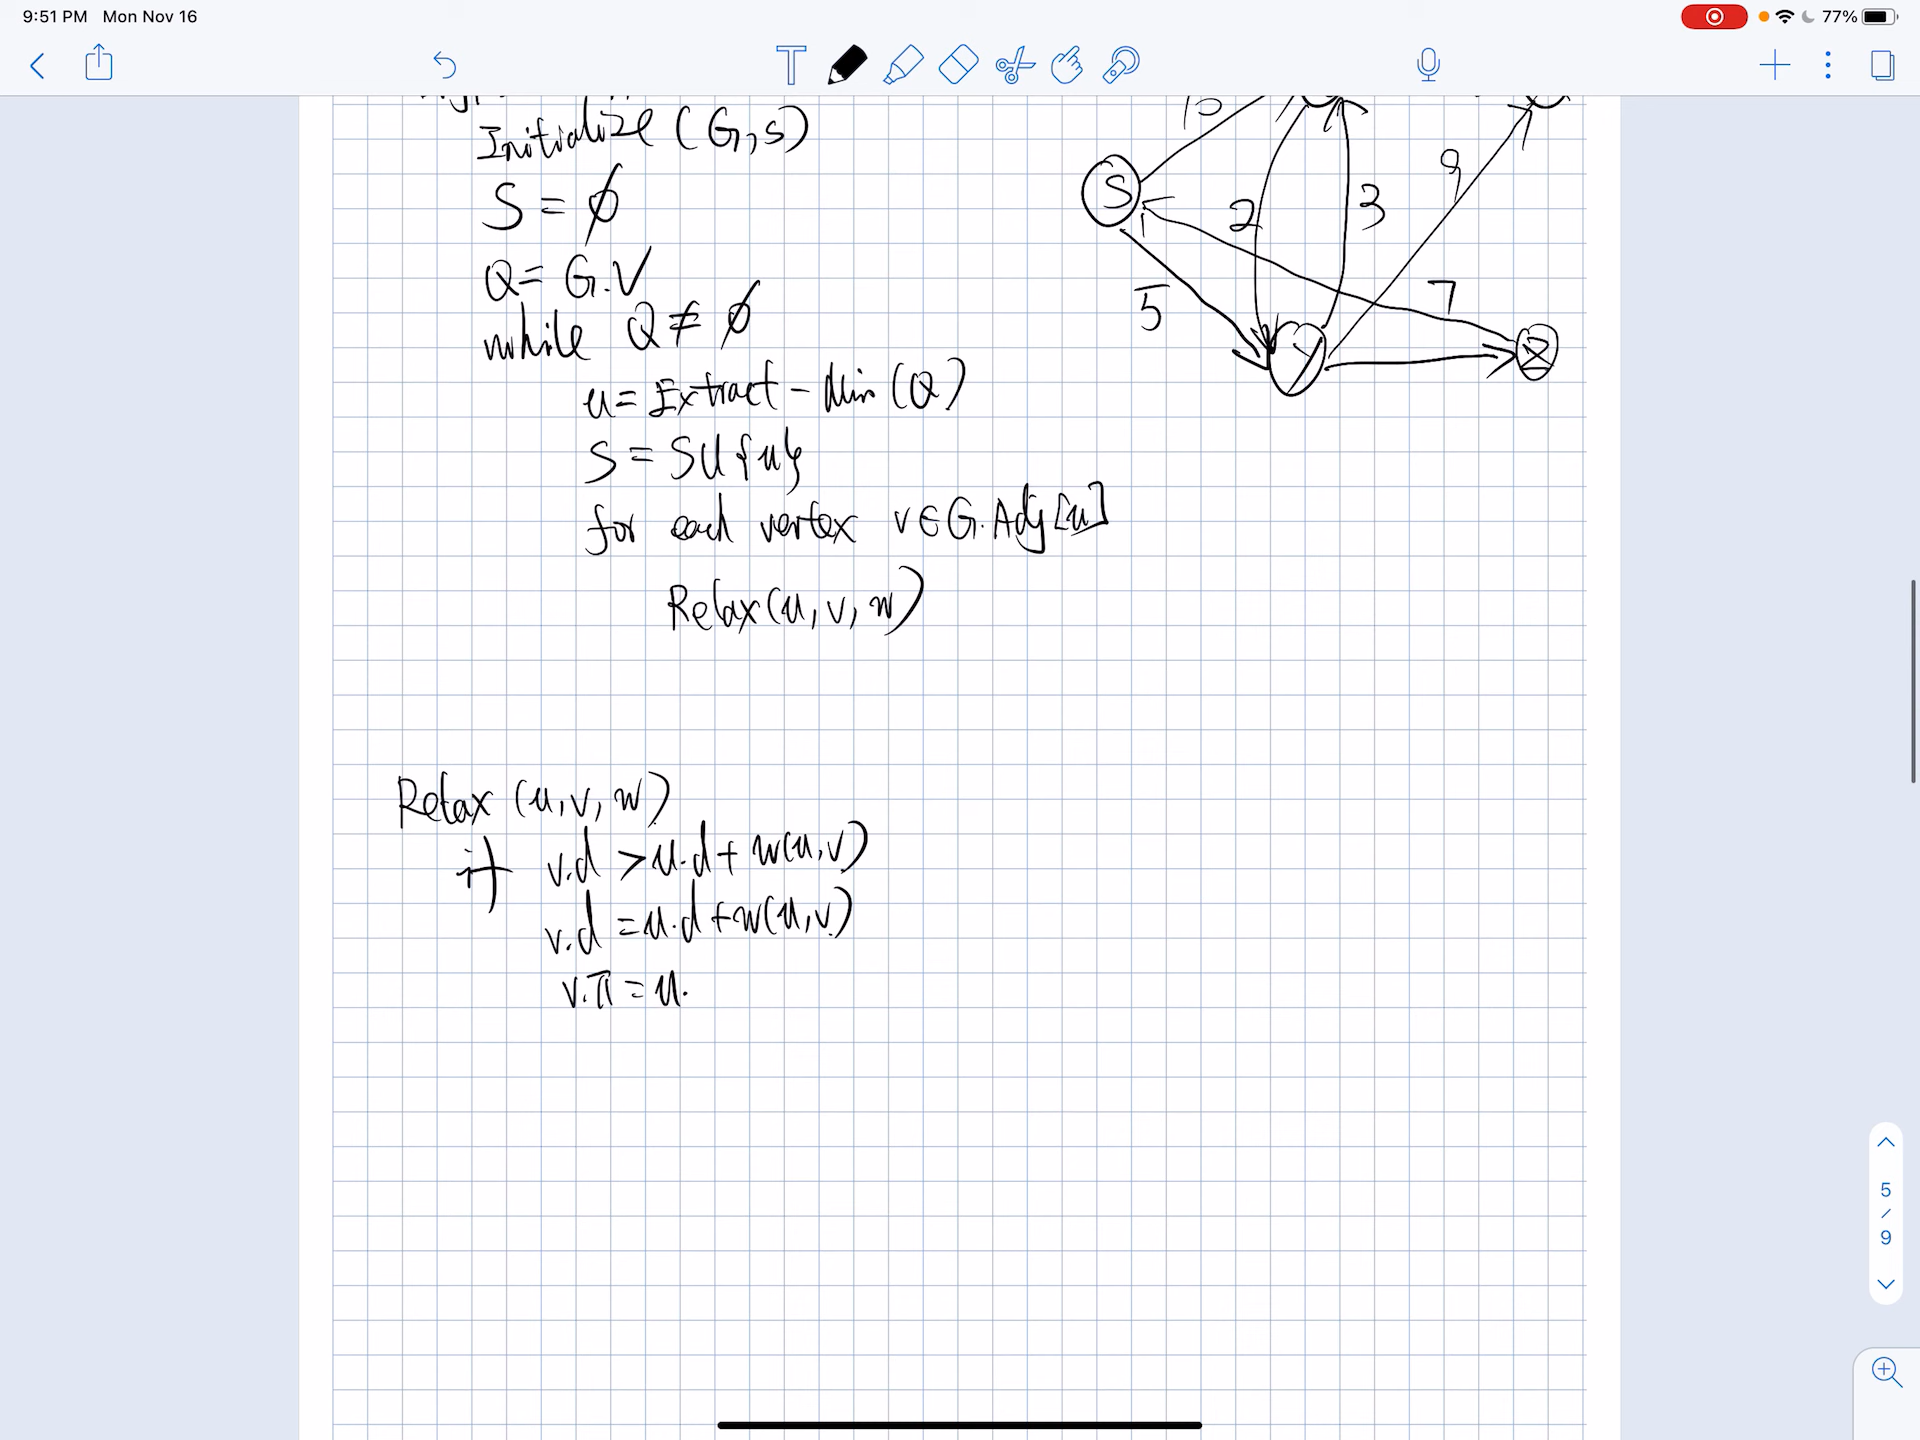 9:51 PM Mon Nov 16
77%
Initialize (G,s)
S = ∅
Q = G.V
while Q ≠ ∅
u = Extract-Min(Q)
S = S∪{u}
for each vertex v∈G.Adj[u]
Relax(u,v,w)
Relax (u,v,w)
if v.d > u.d + w(u,v)
v.d = u.d + w(u,v)
v.π = u.
10
S
2
3
9
5
7
y
z
5
/
9